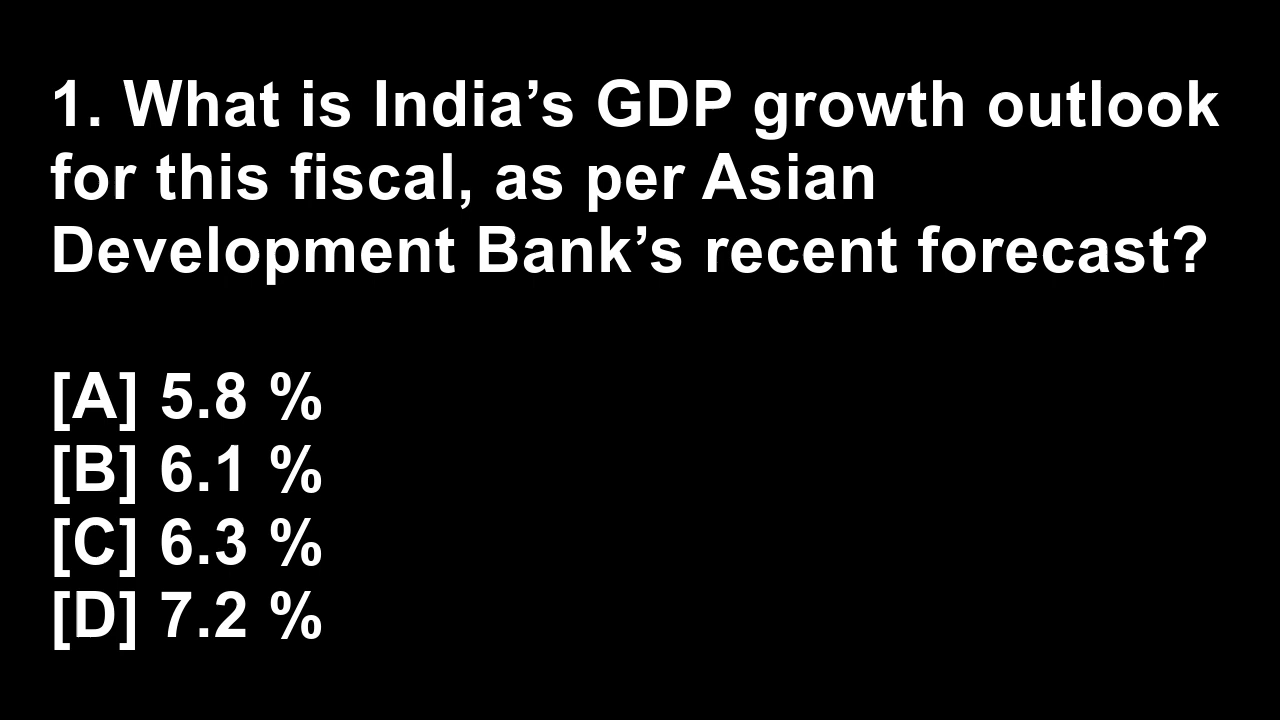 1. What is India’s GDP growth outlook
for this fiscal, as per Asian
Development Bank’s recent forecast?
[A] 5.8 %
[B] 6.1 %
[C] 6.3 %
[D] 7.2 %